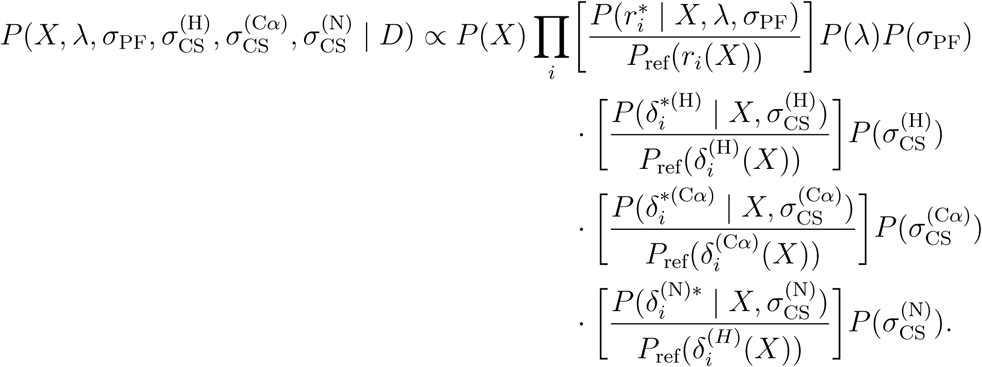 P(X, λ, σ_PF, σ_CS^(H), σ_CS^(Cα), σ_CS^(N) | D) ∝ P(X) ∏_i [P(r_i^* | X, λ, σ_PF) / P_ref(r_i(X))] P(λ)P(σ_PF)
· [P(δ_i^{*(H)} | X, σ_CS^(H)) / P_ref(δ_i^(H)(X))] P(σ_CS^(H))
· [P(δ_i^{*(Cα)} | X, σ_CS^(Cα)) / P_ref(δ_i^(Cα)(X))] P(σ_CS^(Cα))
· [P(δ_i^{(N)*} | X, σ_CS^(N)) / P_ref(δ_i^(H)(X))] P(σ_CS^(N)).